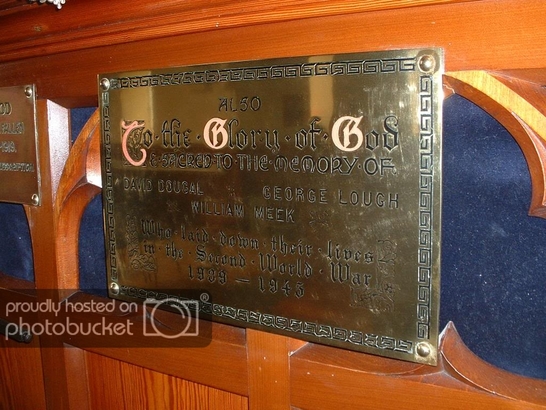 ALSO
To·the·Glory·of·God
& SACRED·TO·THE·MEMORY·OF
DAVID DOUGAL GEORGE LOUGH
WILLIAM MEEK
Who·laid·down·their·lives
in·the·Second·World·War
1939 – 1945
proudly hosted on
photobucket